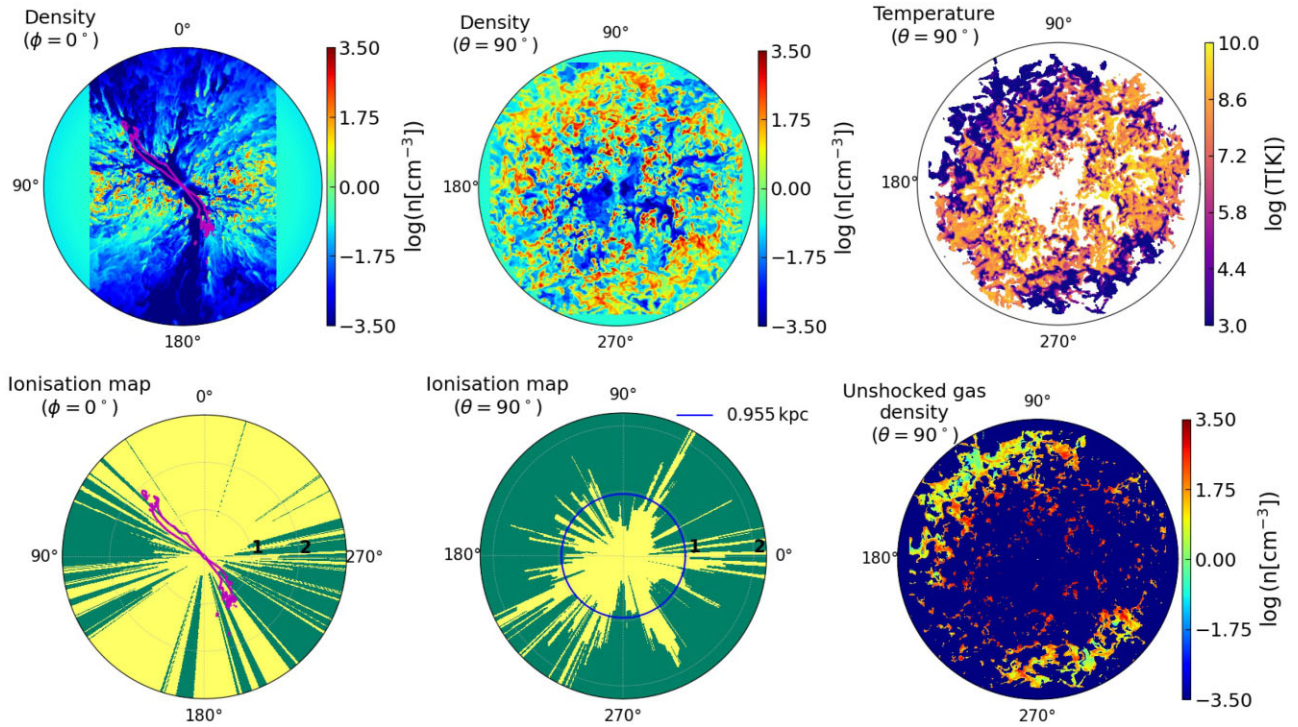 Density
(ϕ = 0°)
0°
90°
180°
3.50
1.75
0.00
−1.75
−3.50
log(n[cm⁻³])
Density
(θ = 90°)
90°
180°
270°
3.50
1.75
0.00
−1.75
−3.50
log(n[cm⁻³])
Temperature
(θ = 90°)
90°
180°
270°
10.0
8.6
7.2
5.8
4.4
3.0
log(T[K])
Ionisation map
(ϕ = 0°)
0°
90°
180°
270°
1
2
Ionisation map
(θ = 90°)
90°
180°
270°
0°
1
2
0.955 kpc
Unshocked gas
density
(θ = 90°)
90°
180°
270°
3.50
1.75
0.00
−1.75
−3.50
log(n[cm⁻³])